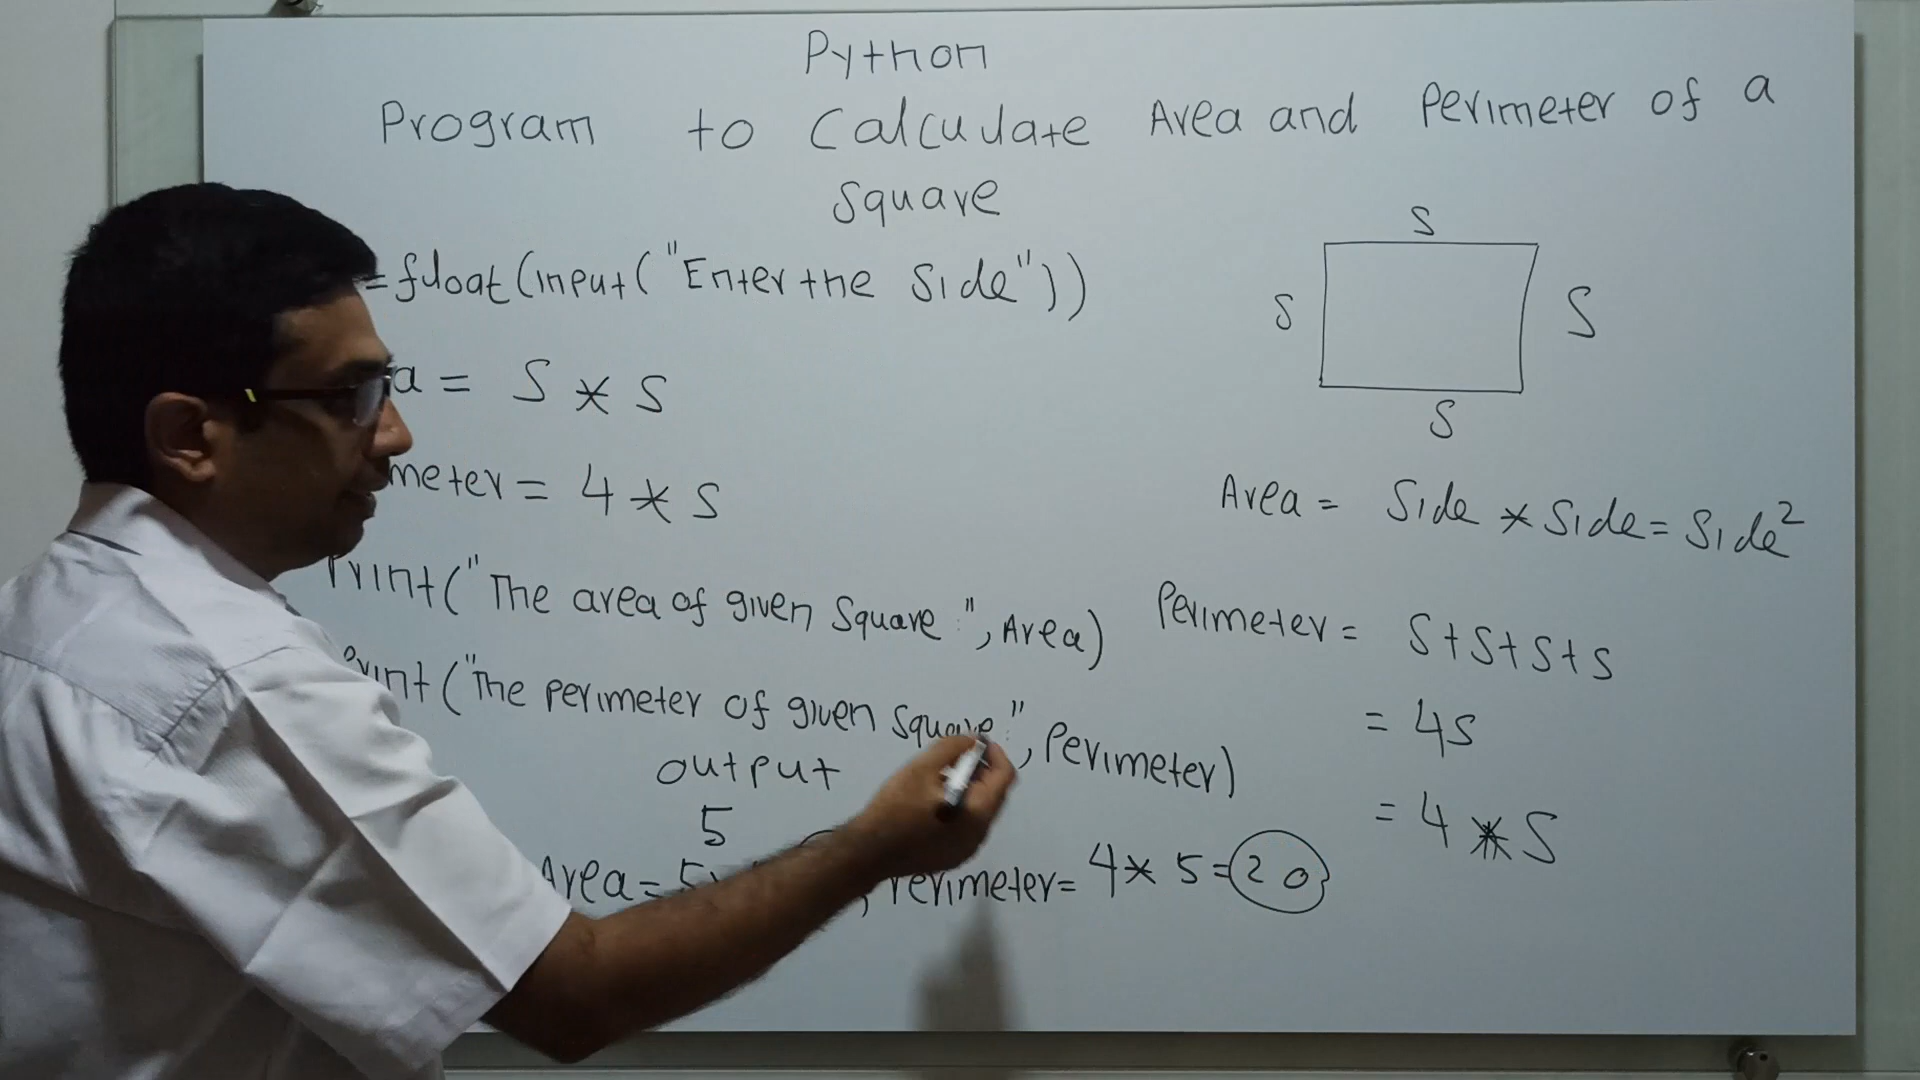 Python
Program to Calculate Area and Perimeter of a
Square
=float(input("Enter the Side"))
a = S * S
meter = 4 * S
Print("The area of given Square:", Area)
Print("The perimeter of given Square:", Perimeter)
output
5
Area = 5
, Perimeter = 4 * 5 = 20
S
S
S
S
Area = Side * Side = Side²
Perimeter = S+S+S+S
= 4S
= 4 * S